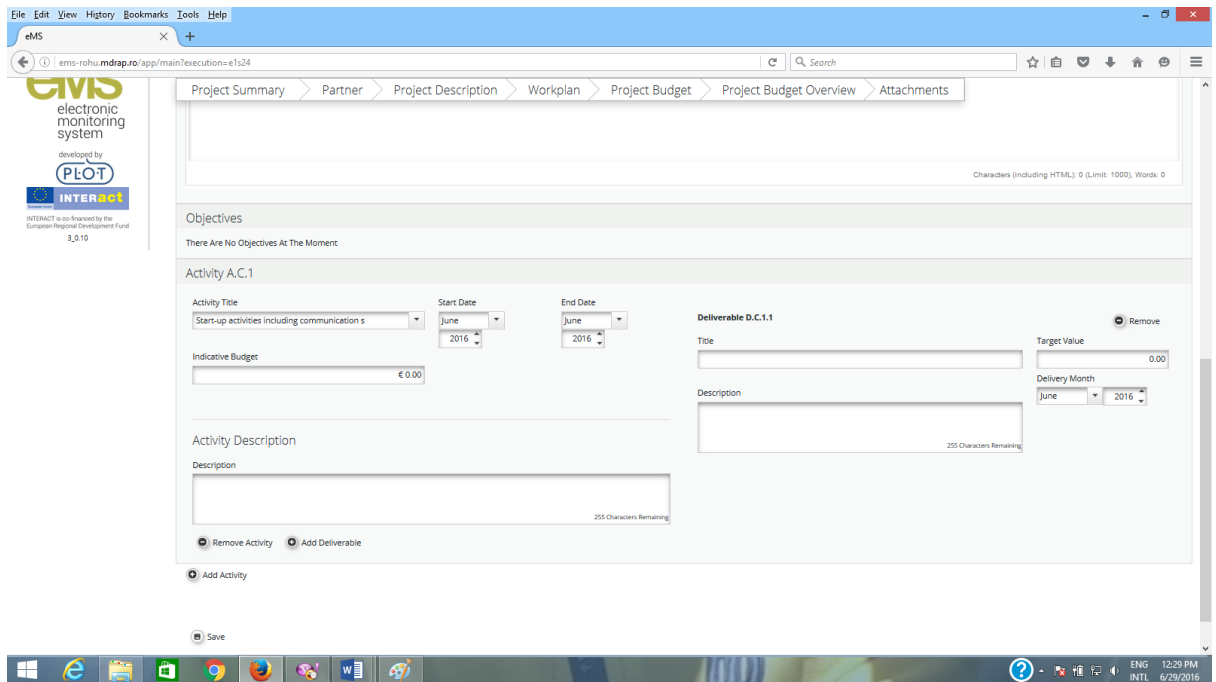 File Edit View History Bookmarks Tools Help
eMS
ems-rohu.mdrap.ro/app/main?execution=e1s24
Search
eMS
electronic
monitoring
system
developed by
PLOT
INTERact
INTERACT is co-financed by the
European Regional Development Fund
3_0.10
Project Summary Partner Project Description Workplan Project Budget Project Budget Overview Attachments
Characters (including HTML): 0 (Limit: 1000), Words: 0
Objectives
There Are No Objectives At The Moment
Activity A.C.1
Activity Title Start Date End Date
Start-up activities including communication s June June
2016 2016
Indicative Budget
€ 0.00
Deliverable D.C.1.1 Remove
Title Target Value
0.00
Delivery Month
June 2016
Description
255 Characters Remaining
Activity Description
Description
255 Characters Remaining
Remove Activity Add Deliverable
Add Activity
Save
ENG 12:29 PM
INTL 6/29/2016